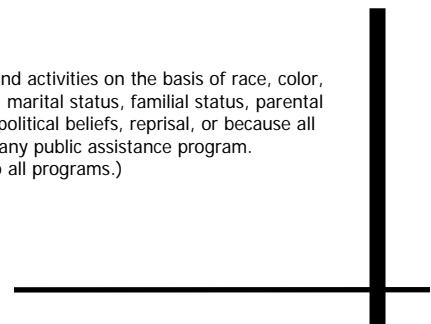 nd activities on the basis of race, color,
marital status, familial status, parental
political beliefs, reprisal, or because all
any public assistance program.
all programs.)